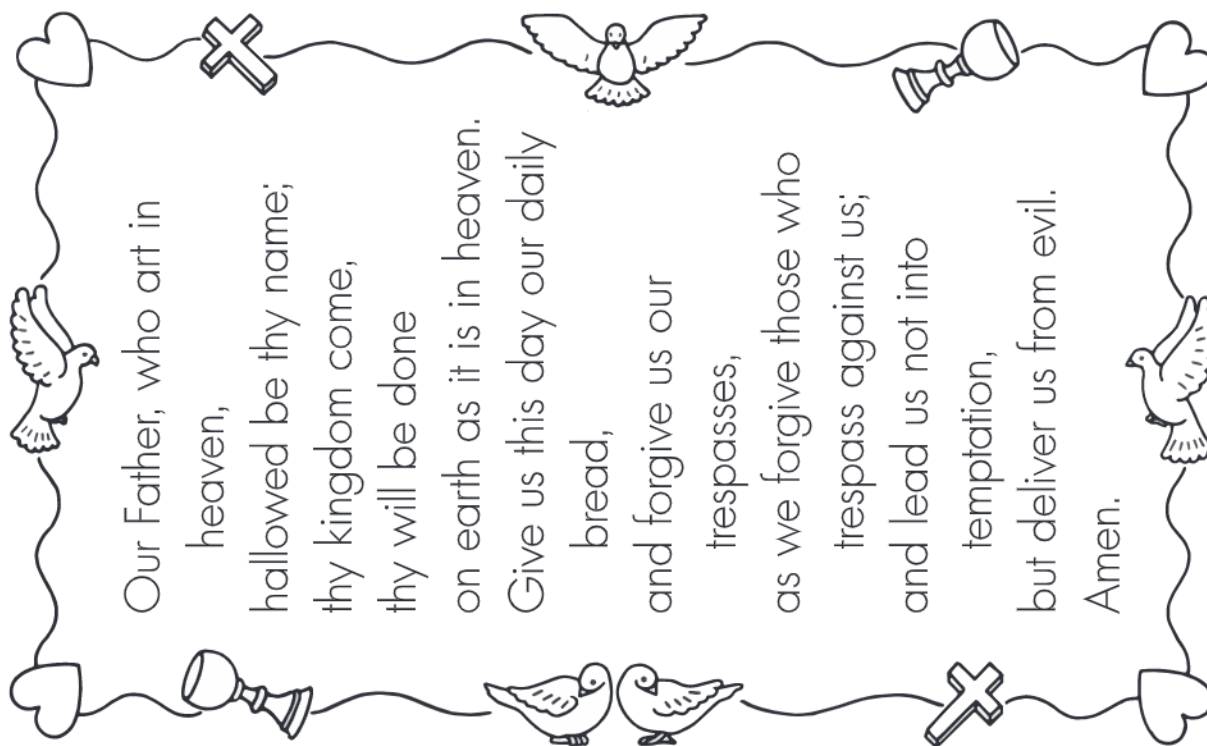 Our Father, who art in
heaven,
hallowed be thy name;
thy kingdom come,
thy will be done
on earth as it is in heaven.
Give us this day our daily
bread,
and forgive us our
trespasses,
as we forgive those who
trespass against us;
and lead us not into
temptation,
but deliver us from evil.
Amen.